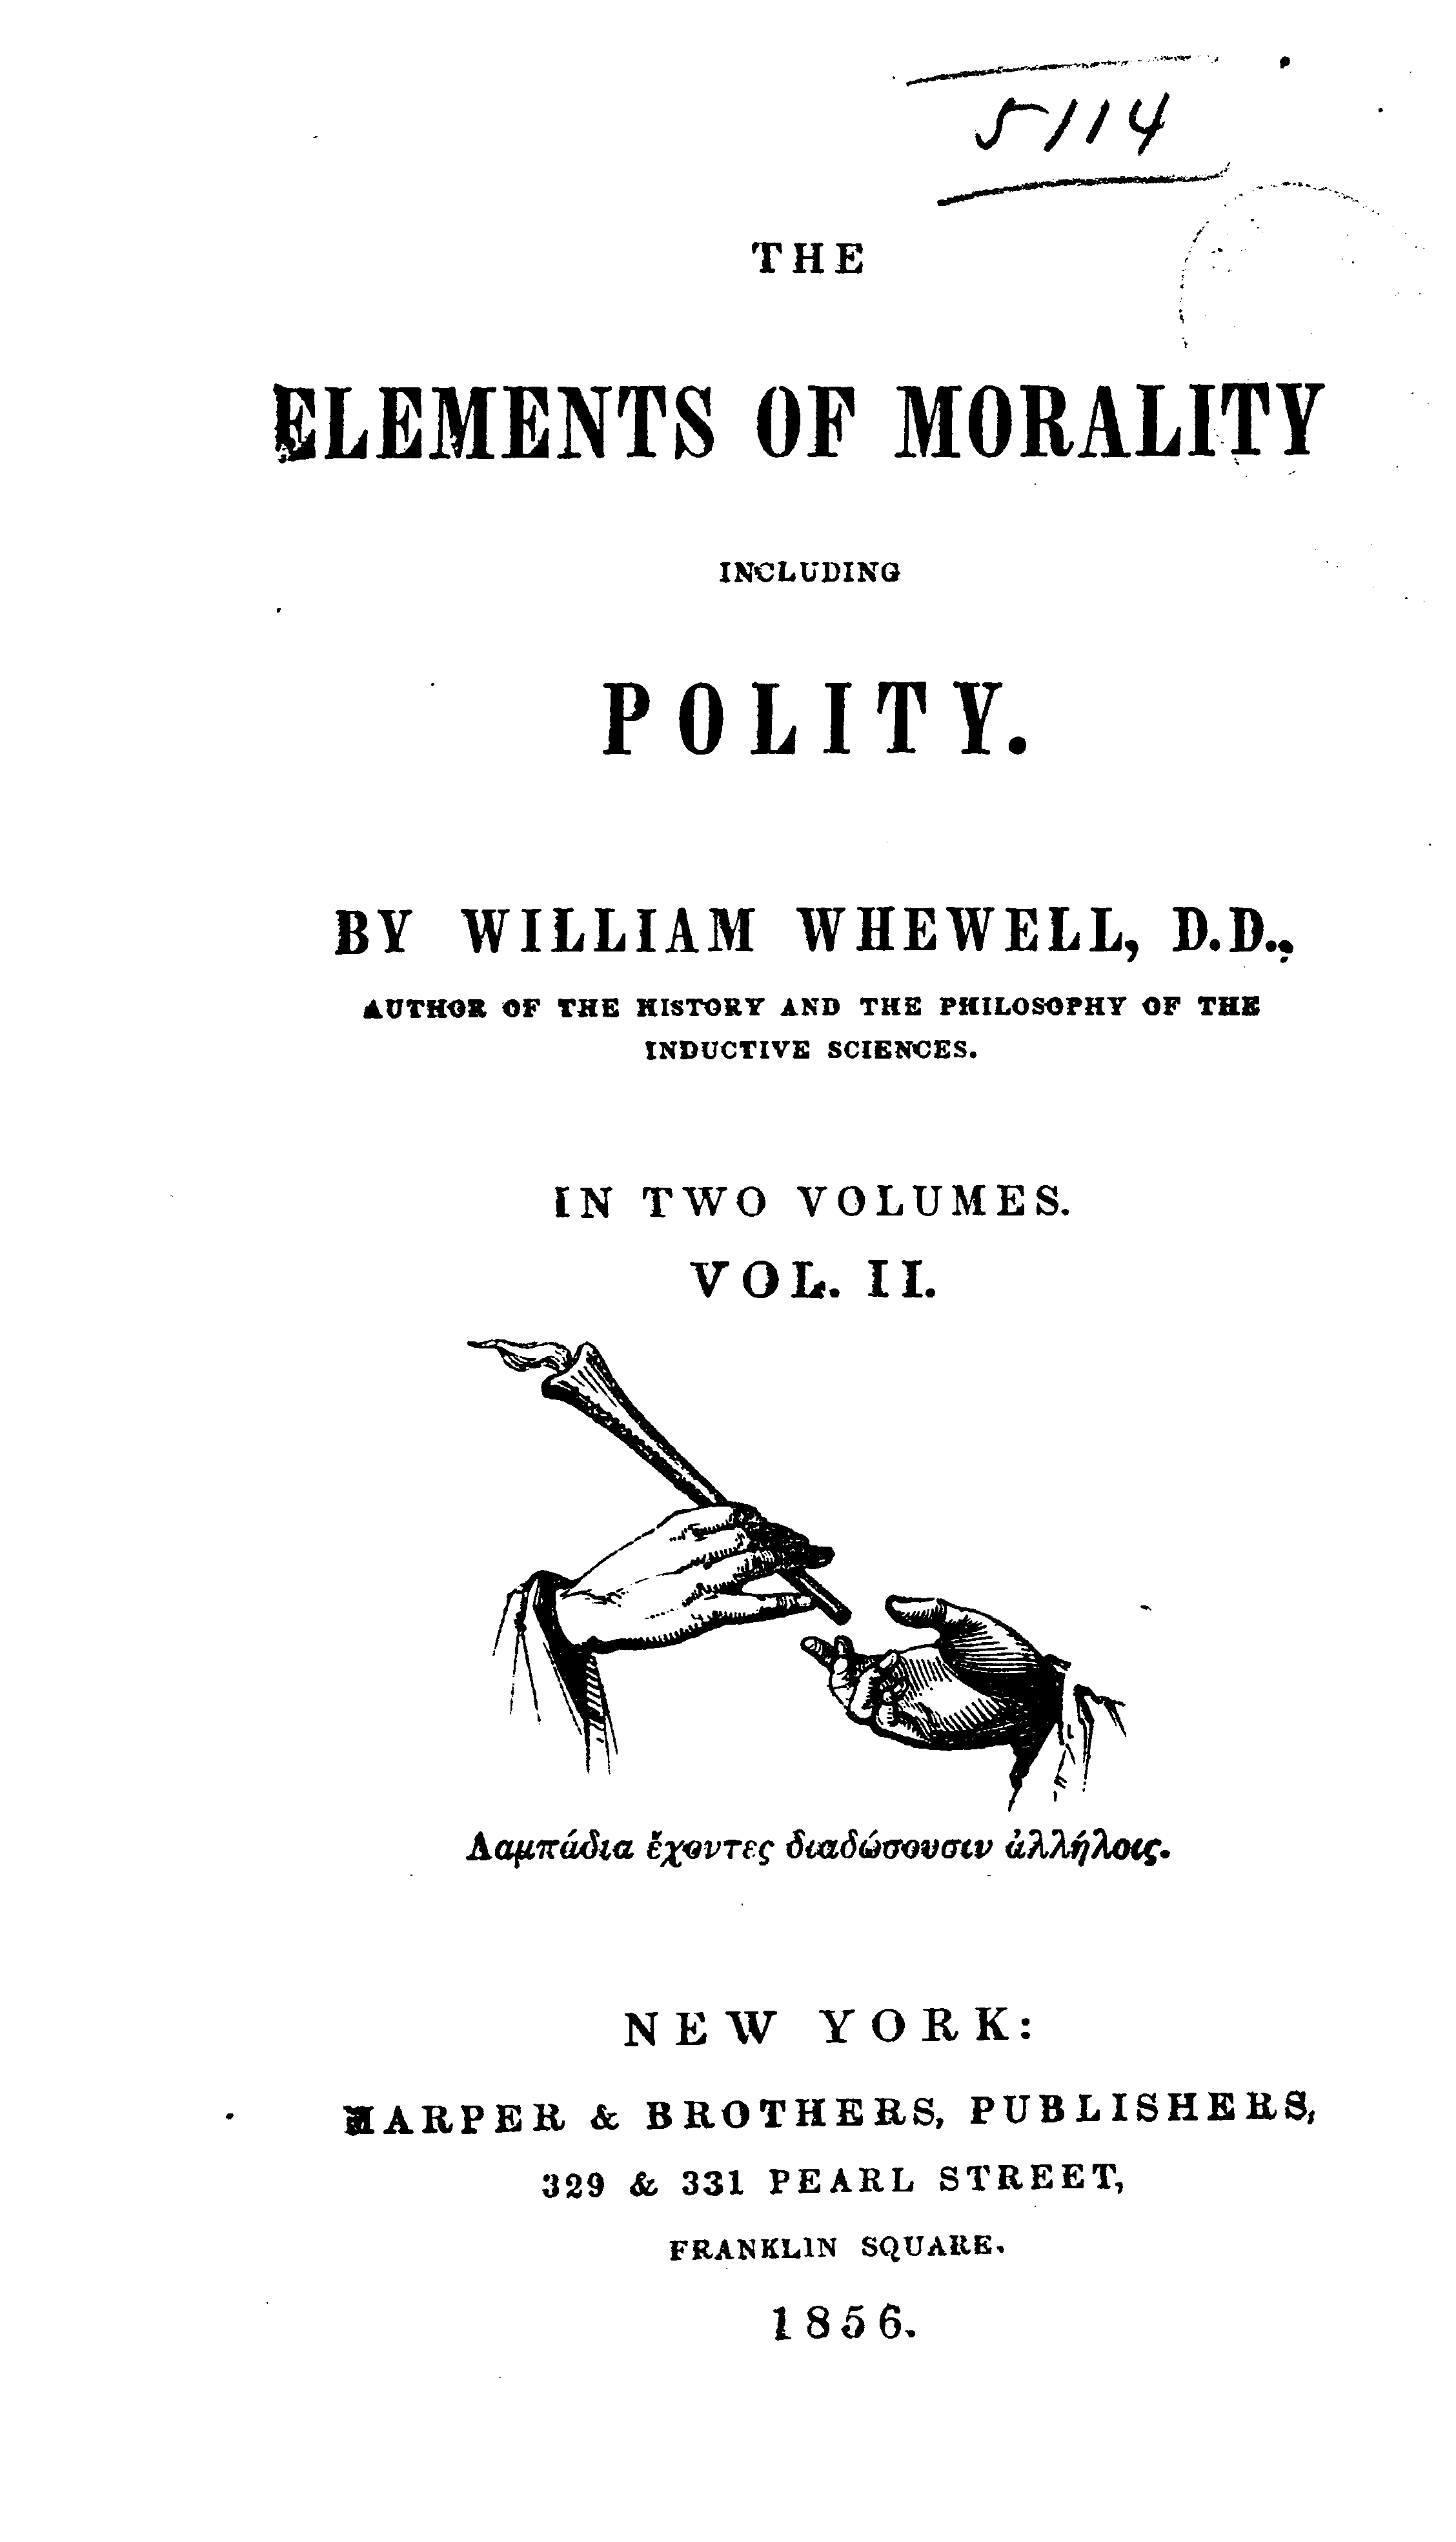 5114
THE
ELEMENTS OF MORALITY
INCLUDING
POLITY.
BY WILLIAM WHEWELL, D.D.,
AUTHOR OF THE HISTORY AND THE PHILOSOPHY OF THE
INDUCTIVE SCIENCES.
IN TWO VOLUMES.
VOL. II.
Λαμπάδια ἔχοντες διαδώσουσιν ἀλλήλοις.
NEW YORK:
HARPER & BROTHERS, PUBLISHERS,
329 & 331 PEARL STREET,
FRANKLIN SQUARE.
1856.